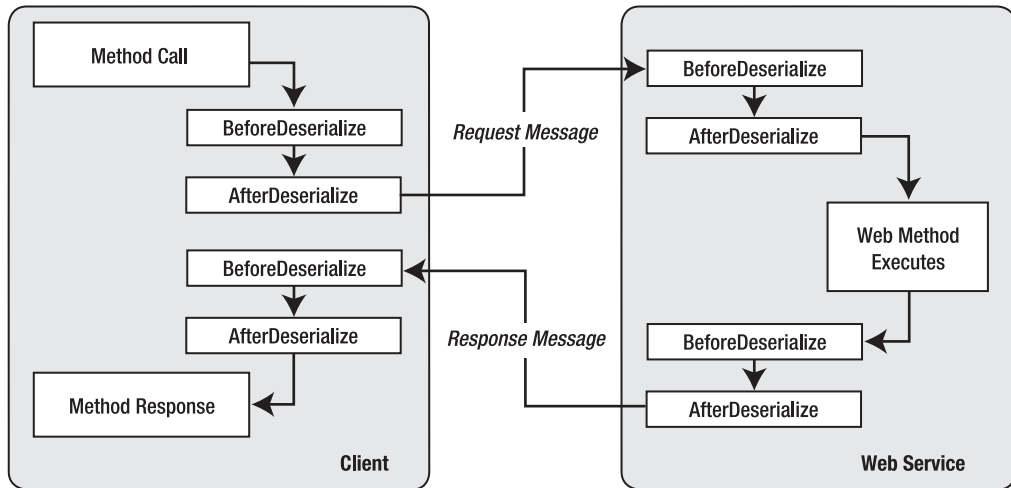 Method Call
BeforeDeserialize
AfterDeserialize
Request Message
BeforeDeserialize
AfterDeserialize
Web Method
Executes
BeforeDeserialize
AfterDeserialize
Response Message
BeforeDeserialize
AfterDeserialize
Method Response
Client
Web Service